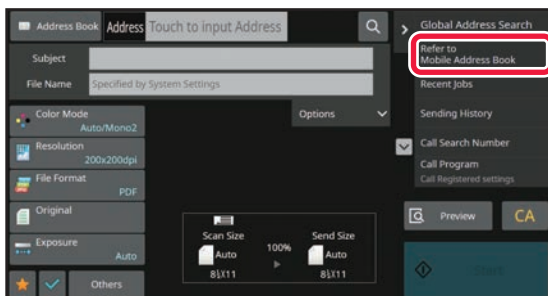 Address Book
Address
Touch to input Address
Subject
File Name
Specified by System Settings
Color Mode
Auto/Mono2
Resolution
200x200dpi
File Format
PDF
Original
Exposure
Auto
Others
Options
Scan Size
Auto
8½X11
100%
Send Size
Auto
8½X11
Global Address Search
Refer to
Mobile Address Book
Recent Jobs
Sending History
Call Search Number
Call Program
Call Registered settings
Preview
CA
Start